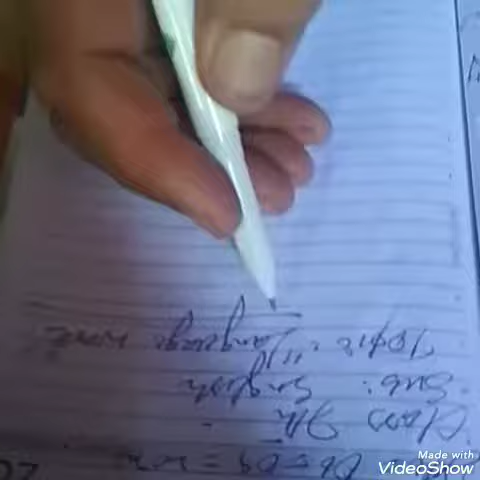 Class 9th
Sub: English
Topic: "Language work
Made with
VideoShow